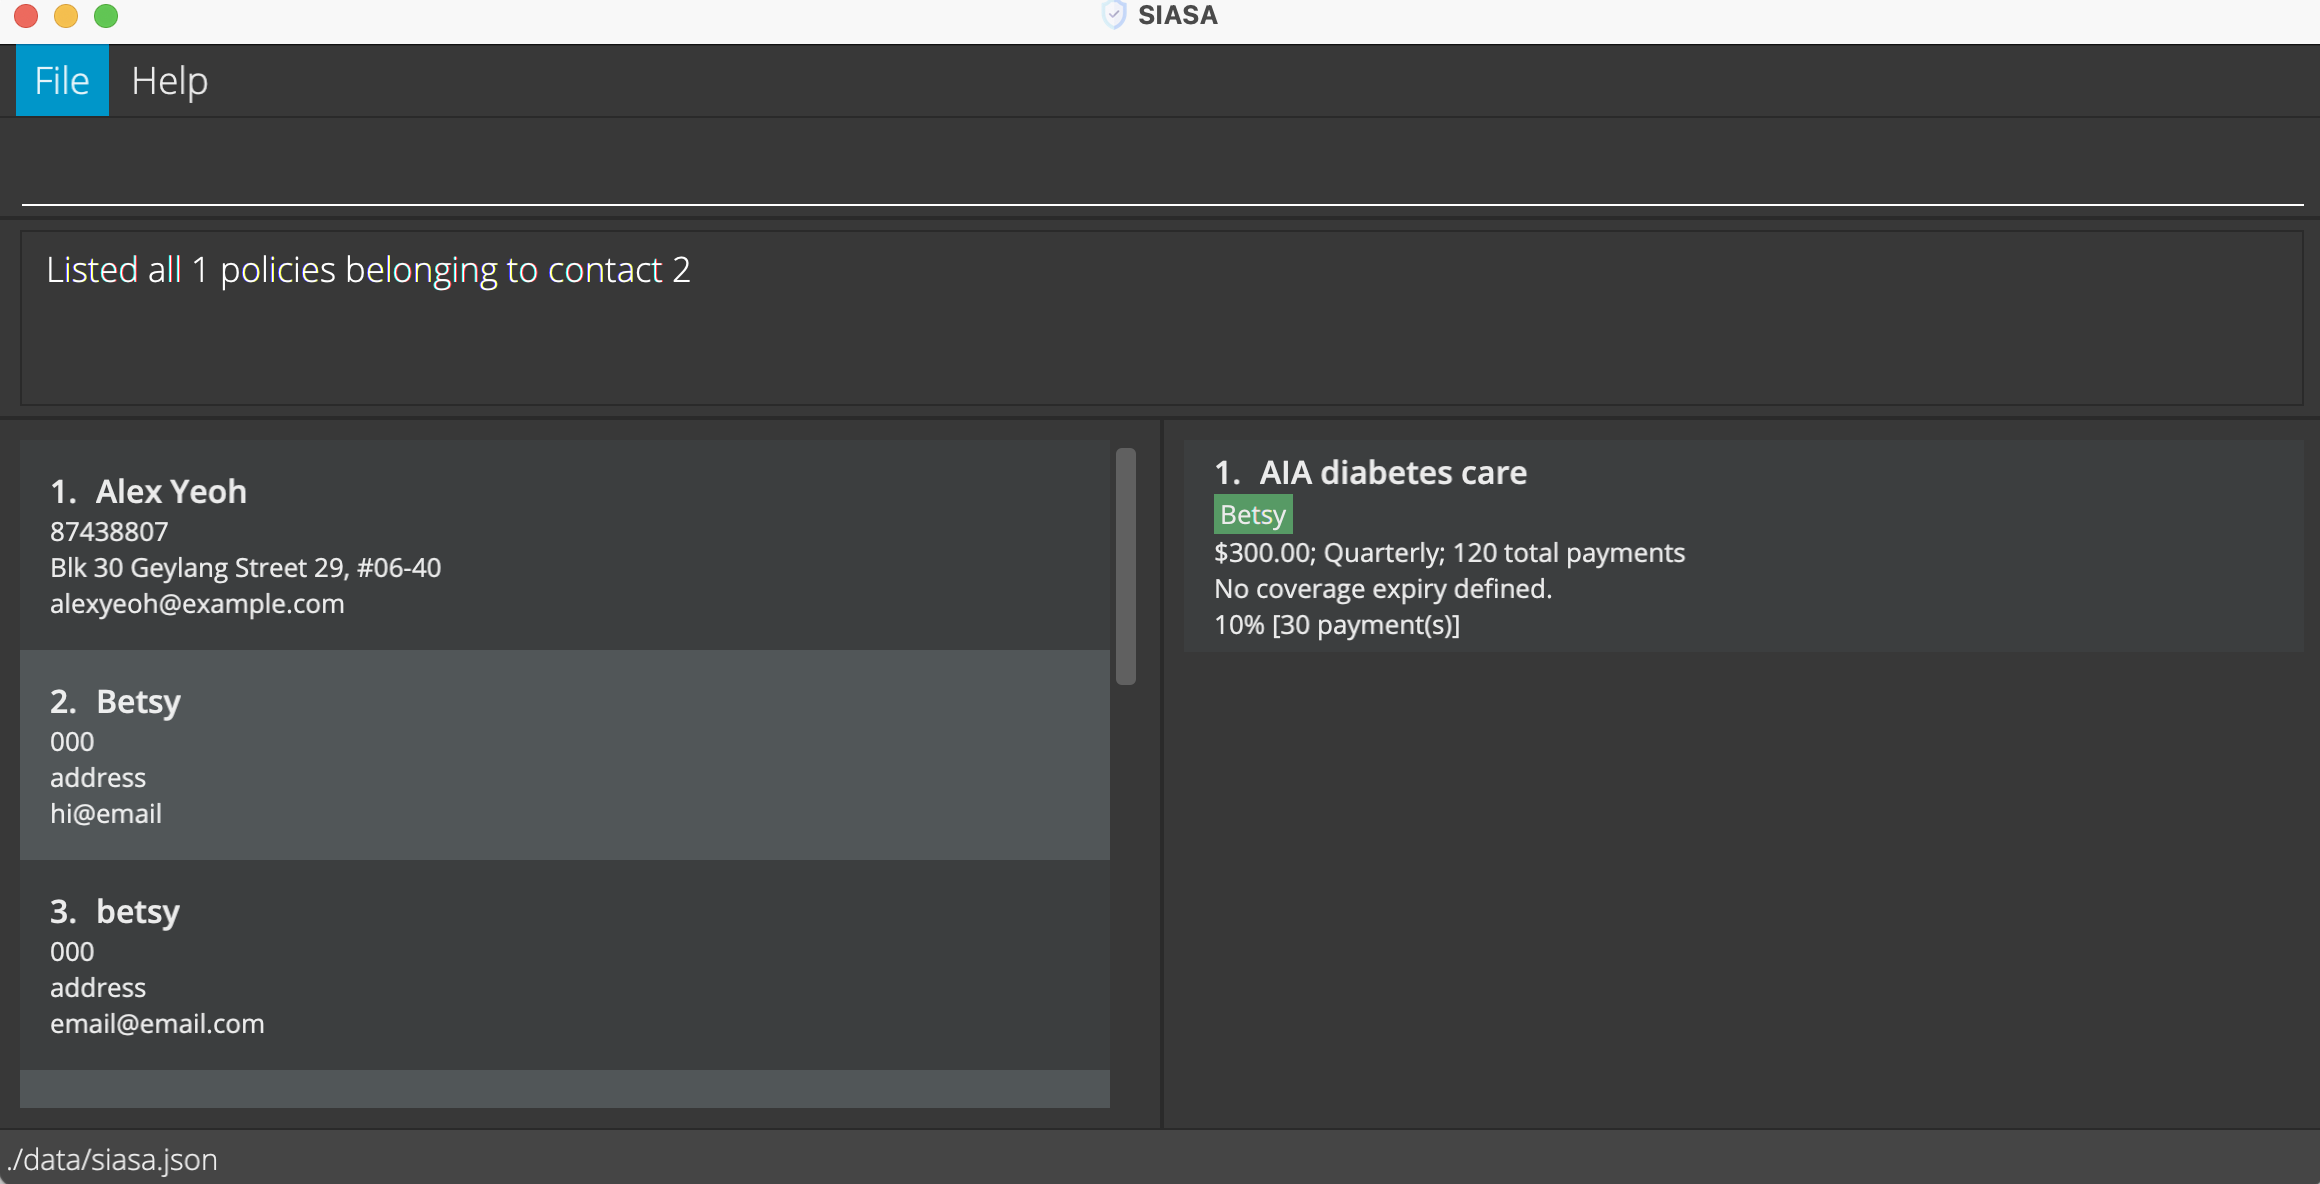 SIASA
File Help
Listed all 1 policies belonging to contact 2
1. Alex Yeoh
87438807
Blk 30 Geylang Street 29, #06-40
alexyeoh@example.com
2. Betsy
000
address
hi@email
3. betsy
000
address
email@email.com
1. AIA diabetes care
Betsy
$300.00; Quarterly; 120 total payments
No coverage expiry defined.
10% [30 payment(s)]
./data/siasa.json